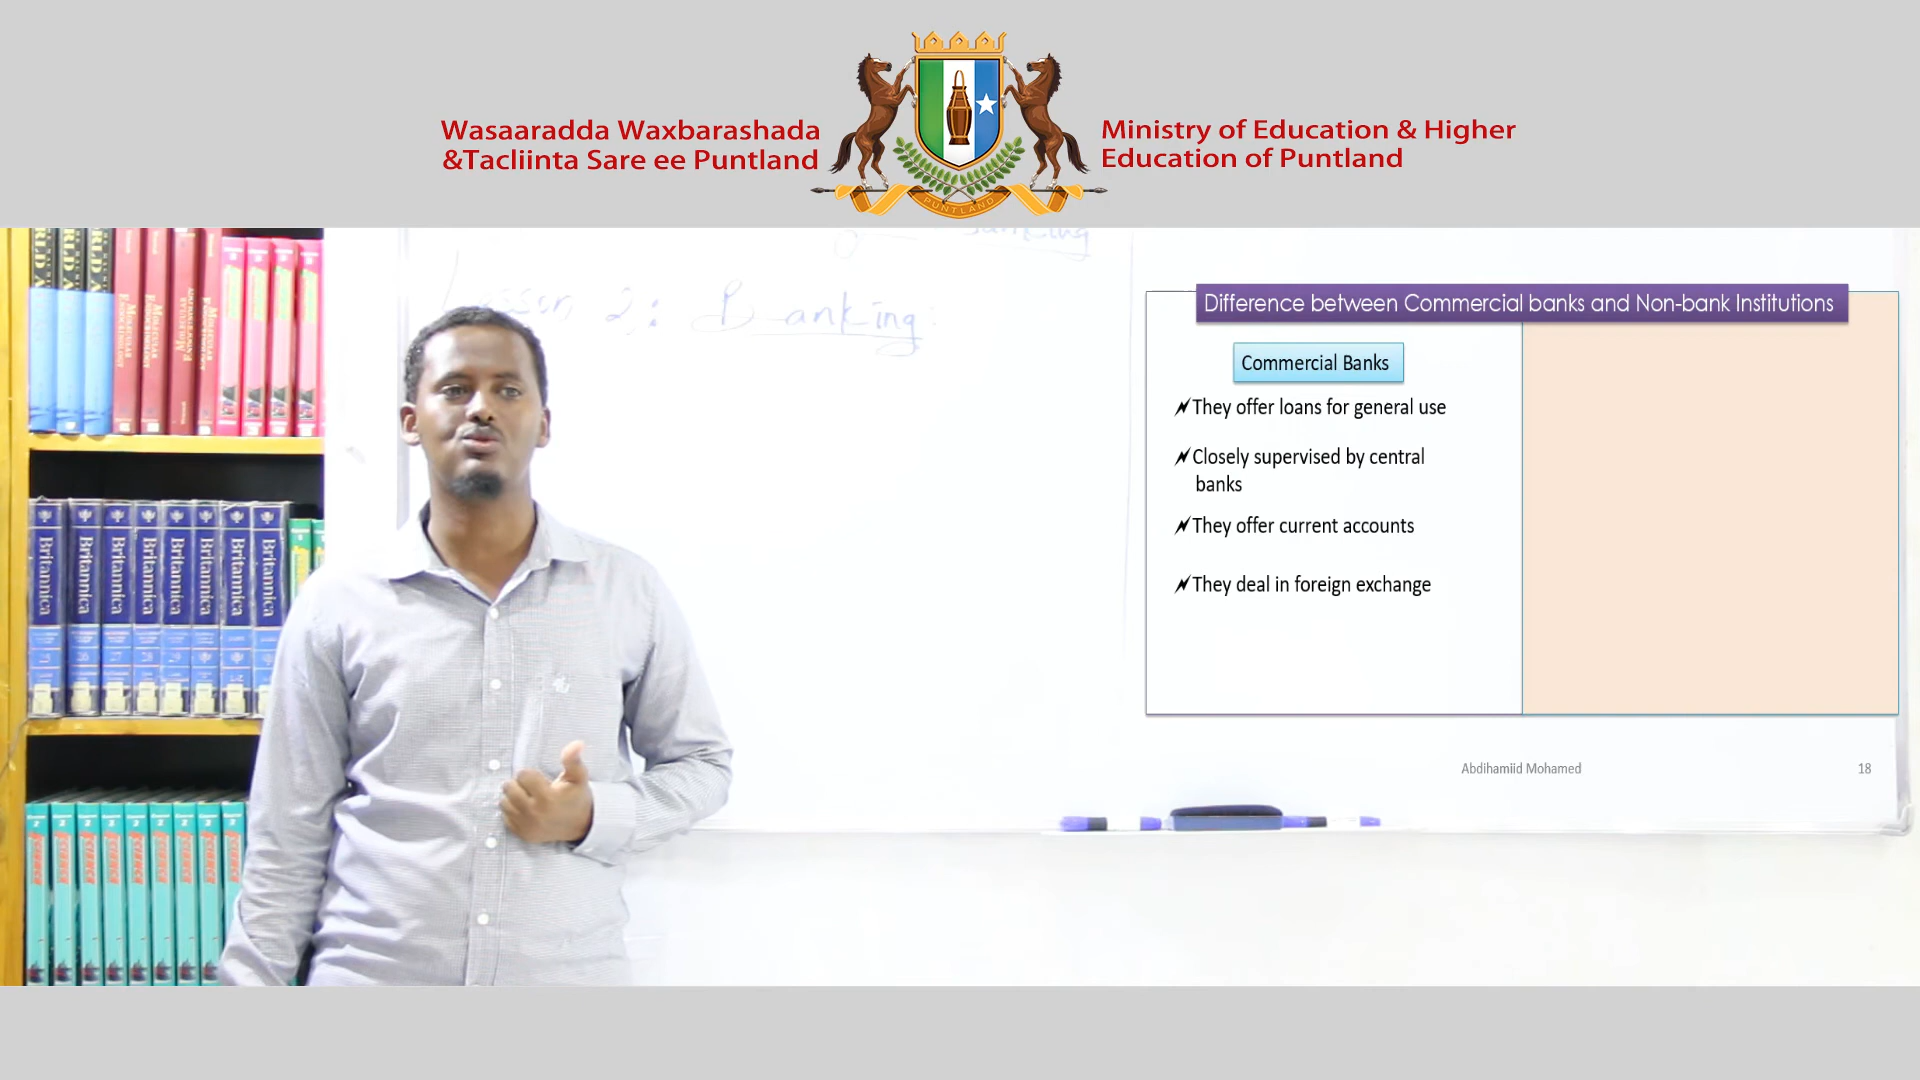 Wasaaradda Waxbarashada
&Tacliinta Sare ee Puntland
PUNTLAND
Ministry of Education & Higher
Education of Puntland
Banking
Lesson 2: Banking:
Difference between Commercial banks and Non-bank Institutions
Commercial Banks
They offer loans for general use
Closely supervised by central
banks
They offer current accounts
They deal in foreign exchange
Abdihamiid Mohamed
18
Britannica
Britannica
Britannica
Britannica
Britannica
Britannica
Britannica
Britannica